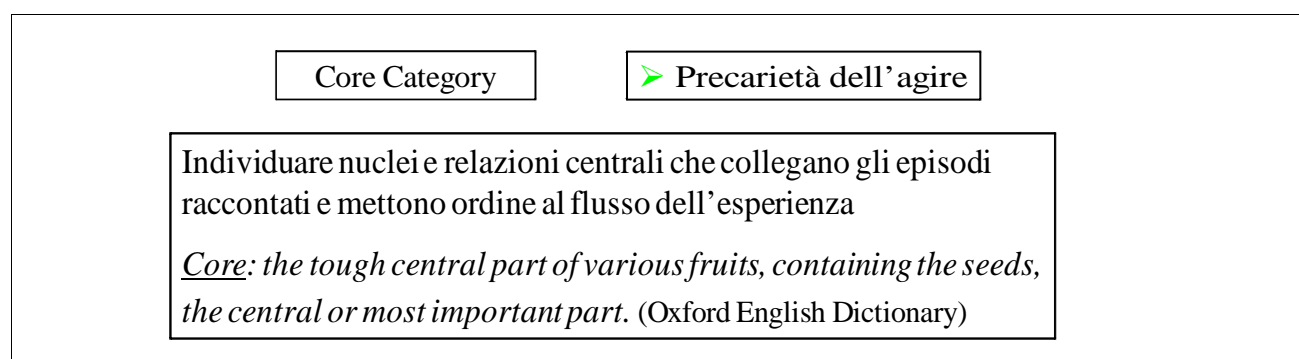 Core Category
➢ Precarietà dell’agire
Individuare nuclei e relazioni centrali che collegano gli episodi
raccontati e mettono ordine al flusso dell’esperienza
Core: the tough central part of various fruits, containing the seeds,
the central or most important part. (Oxford English Dictionary)